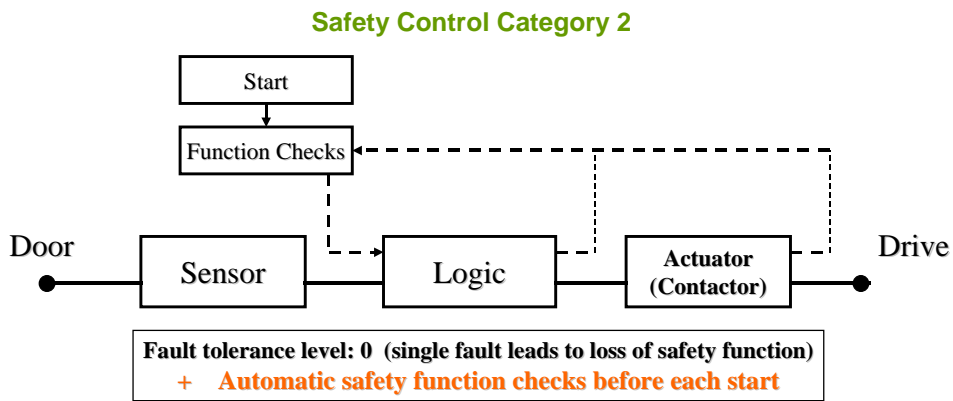 Safety Control Category 2
Start
Function Checks
Door
Sensor
Logic
Actuator
(Contactor)
Drive
Fault tolerance level: 0 (single fault leads to loss of safety function)
+ Automatic safety function checks before each start